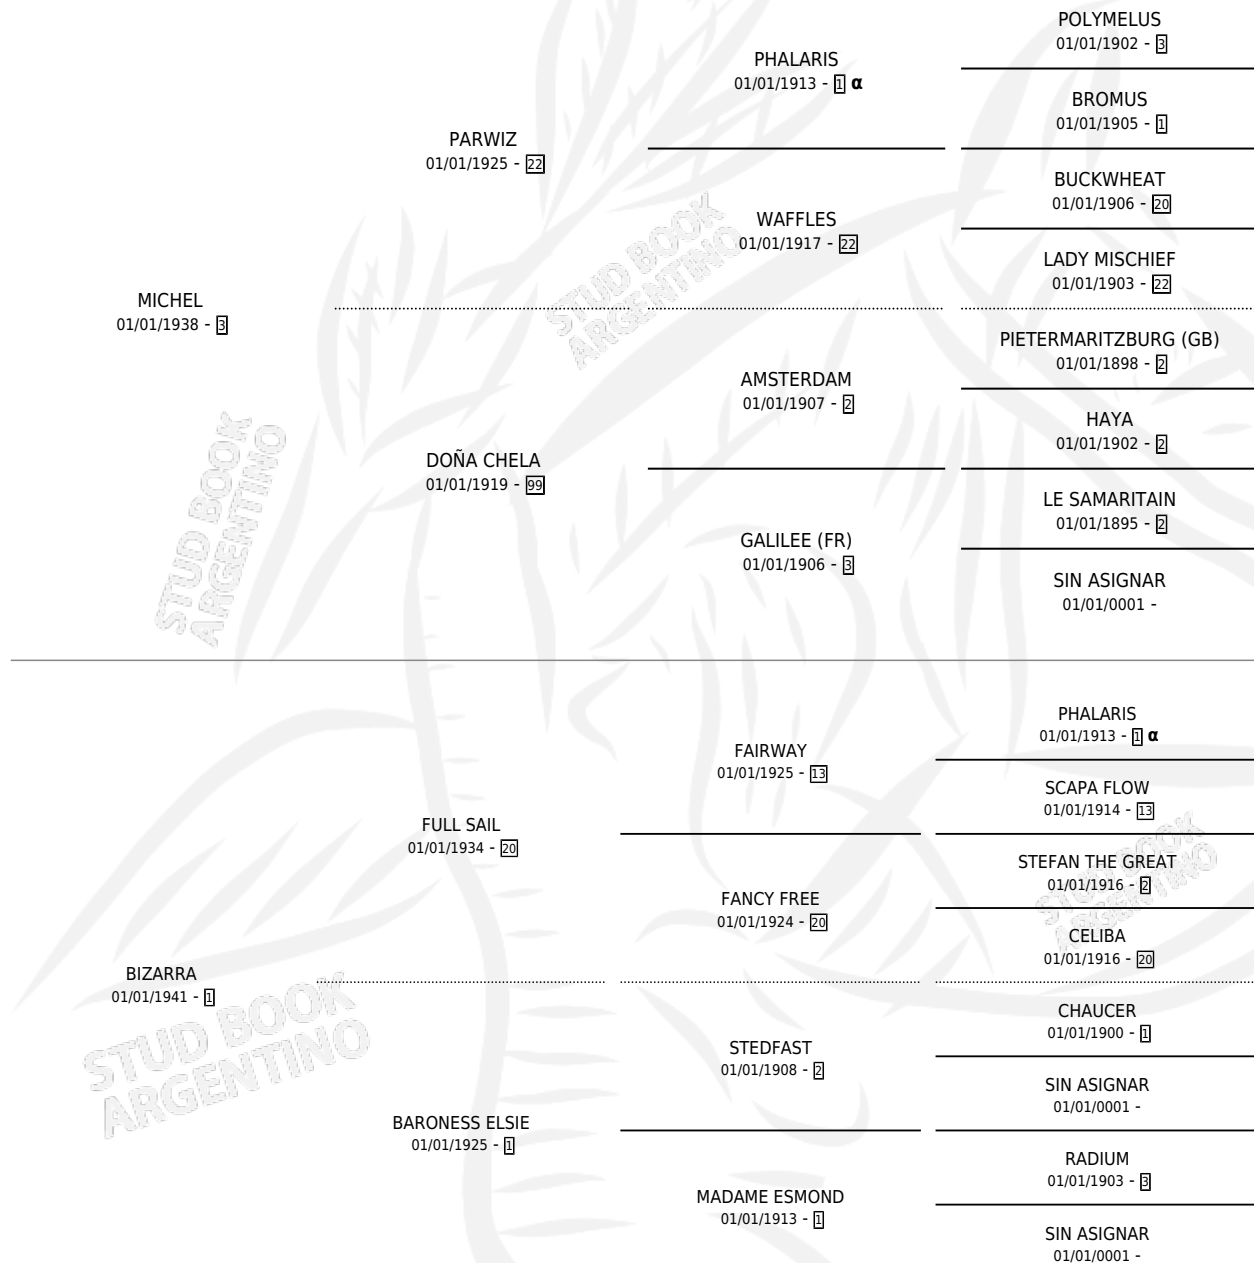 POLYMELUS
01/01/1902 - 3
PHALARIS
01/01/1913 - 1 α
BROMUS
01/01/1905 - 1
PARWIZ
01/01/1925 - 22
BUCKWHEAT
01/01/1906 - 20
WAFFLES
01/01/1917 - 22
LADY MISCHIEF
01/01/1903 - 22
MICHEL
01/01/1938 - 3
PIETERMARITZBURG (GB)
01/01/1898 - 2
AMSTERDAM
01/01/1907 - 2
HAYA
01/01/1902 - 2
DOÑA CHELA
01/01/1919 - 99
LE SAMARITAIN
01/01/1895 - 2
GALILEE (FR)
01/01/1906 - 3
SIN ASIGNAR
01/01/0001 -
STUD BOOK
ARGENTINO
STUD BOOK
ARGENTINO
PHALARIS
01/01/1913 - 1 α
FAIRWAY
01/01/1925 - 13
SCAPA FLOW
01/01/1914 - 13
FULL SAIL
01/01/1934 - 20
STEFAN THE GREAT
01/01/1916 - 2
FANCY FREE
01/01/1924 - 20
CELIBA
01/01/1916 - 20
BIZARRA
01/01/1941 - 1
CHAUCER
01/01/1900 - 1
STEDFAST
01/01/1908 - 2
SIN ASIGNAR
01/01/0001 -
BARONESS ELSIE
01/01/1925 - 1
RADIUM
01/01/1903 - 3
MADAME ESMOND
01/01/1913 - 1
SIN ASIGNAR
01/01/0001 -
STUD BOOK
ARGENTINO
STUD BOOK
ARGENTINO